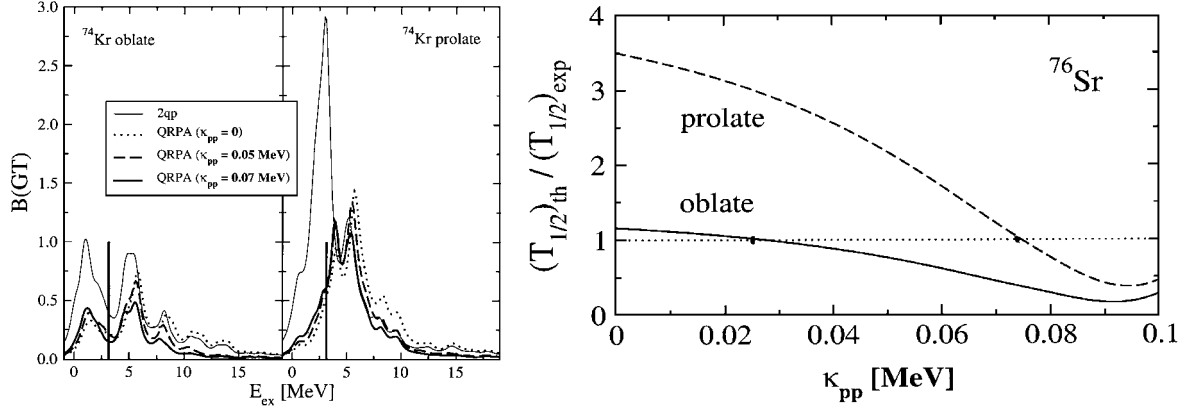 3.0
2.5
2.0
1.5
1.0
0.5
0.0
B(GT)
⁷⁴Kr oblate
⁷⁴Kr prolate
2qp
QRPA (κpp = 0)
QRPA (κpp = 0.05 MeV)
QRPA (κpp = 0.07 MeV)
0 5 10 15 0 5 10 15
Eex [MeV]
4
3
2
1
0
(T1/2)th / (T1/2)exp
⁷⁶Sr
prolate
oblate
0 0.02 0.04 0.06 0.08 0.1
κpp [MeV]